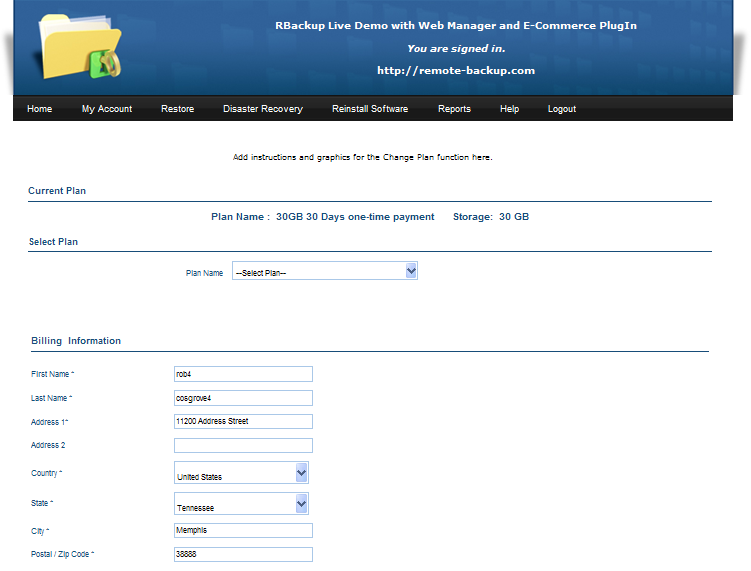 RBackup Live Demo with Web Manager and E-Commerce PlugIn
You are signed in.
http://remote-backup.com
Home My Account Restore Disaster Recovery Reinstall Software Reports Help Logout
Add instructions and graphics for the Change Plan function here.
Current Plan
Plan Name : 30GB 30 Days one-time payment Storage: 30 GB
Select Plan
Plan Name --Select Plan--
Billing Information
First Name * rob4
Last Name * cosgrove4
Address 1* 11200 Address Street
Address 2
Country * United States
State * Tennessee
City * Memphis
Postal / Zip Code * 38888